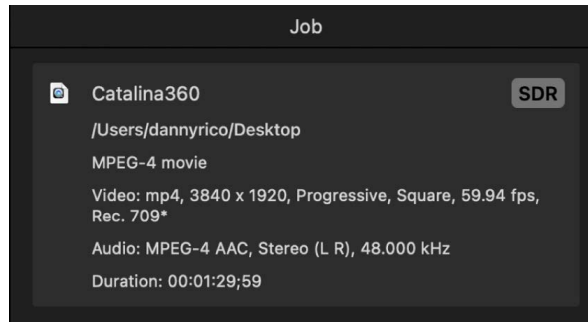 Job
Catalina360
SDR
/Users/dannyrico/Desktop
MPEG-4 movie
Video: mp4, 3840 x 1920, Progressive, Square, 59.94 fps,
Rec. 709*
Audio: MPEG-4 AAC, Stereo (L R), 48.000 kHz
Duration: 00:01:29;59